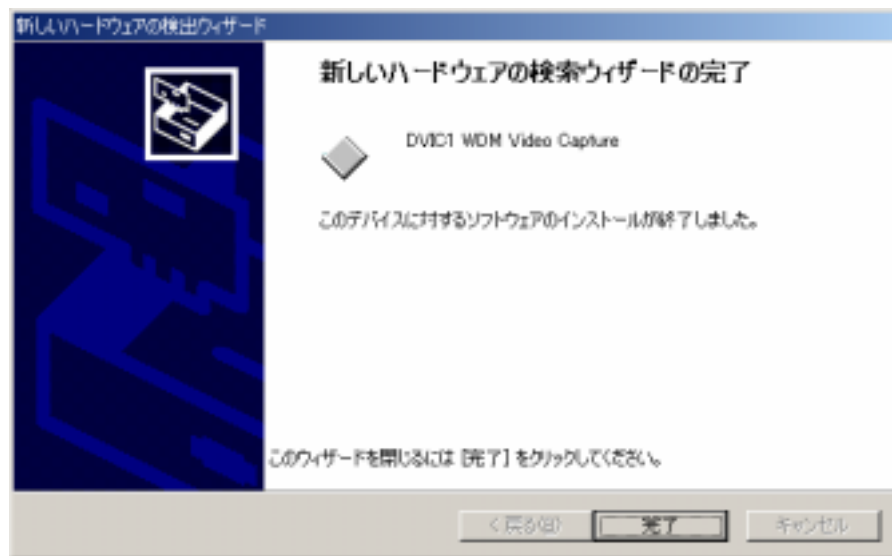 新しいハードウェアの検出ウィザード
新しいハードウェアの検索ウィザードの完了
DVIC1 WDM Video Capture
このデバイスに対するソフトウェアのインストールが終了しました。
このウィザードを閉じるには [完了] をクリックしてください。
< 戻る(B)
完了
キャンセル